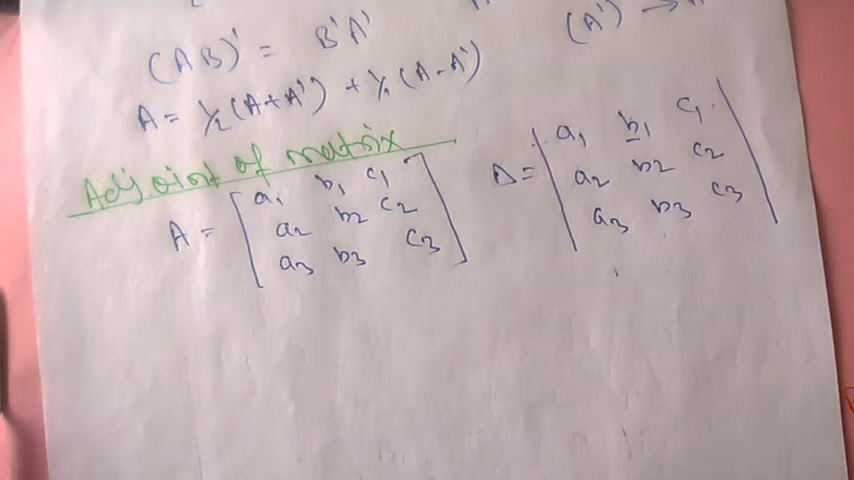 (AB)' = B'A' (A') →
A = 1/2 (A+A') + 1/2 (A-A')
Adjoint of matrix
A = [a1 b1 c1
a2 b2 c2
a3 b3 c3]
Δ = |a1 b1 c1
a2 b2 c2
a3 b3 c3|